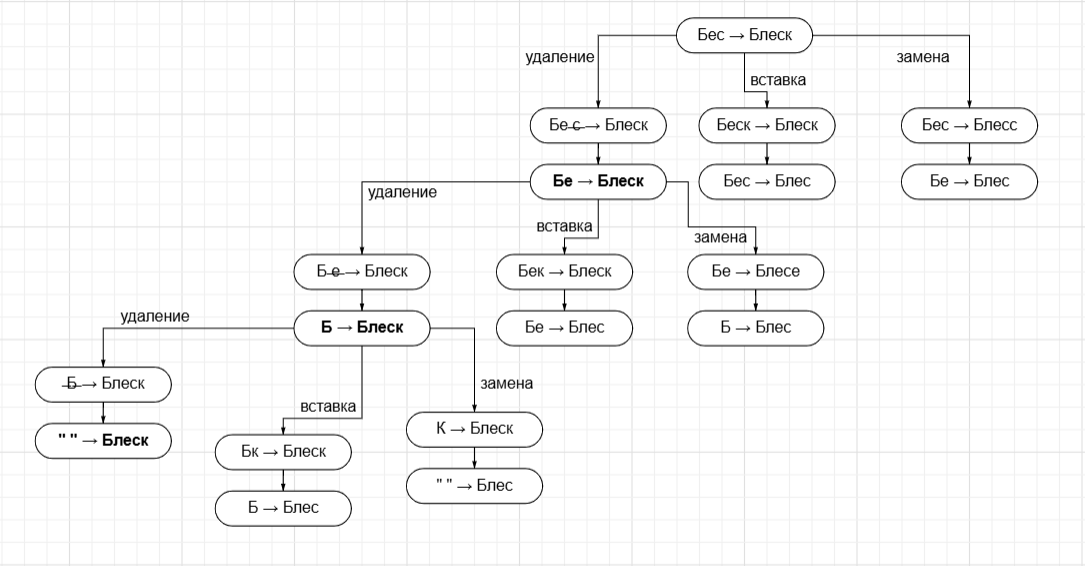 Бес → Блеск
удаление
вставка
замена
Бе с → Блеск
Беск → Блеск
Бес → Блесс
Бе → Блеск
Бес → Блес
Бе → Блес
удаление
вставка
замена
Б е → Блеск
Бек → Блеск
Бе → Блесе
Б → Блеск
Бе → Блес
Б → Блес
удаление
вставка
замена
Б → Блеск
Бк → Блеск
К → Блеск
" " → Блеск
Б → Блес
" " → Блес